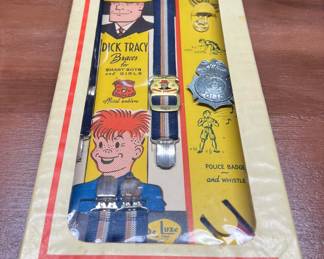 DICK TRACY
Braces
for
SMART BOYS
and GIRLS
Official emblem
POLICE BADGE
and WHISTLE
De Luxe